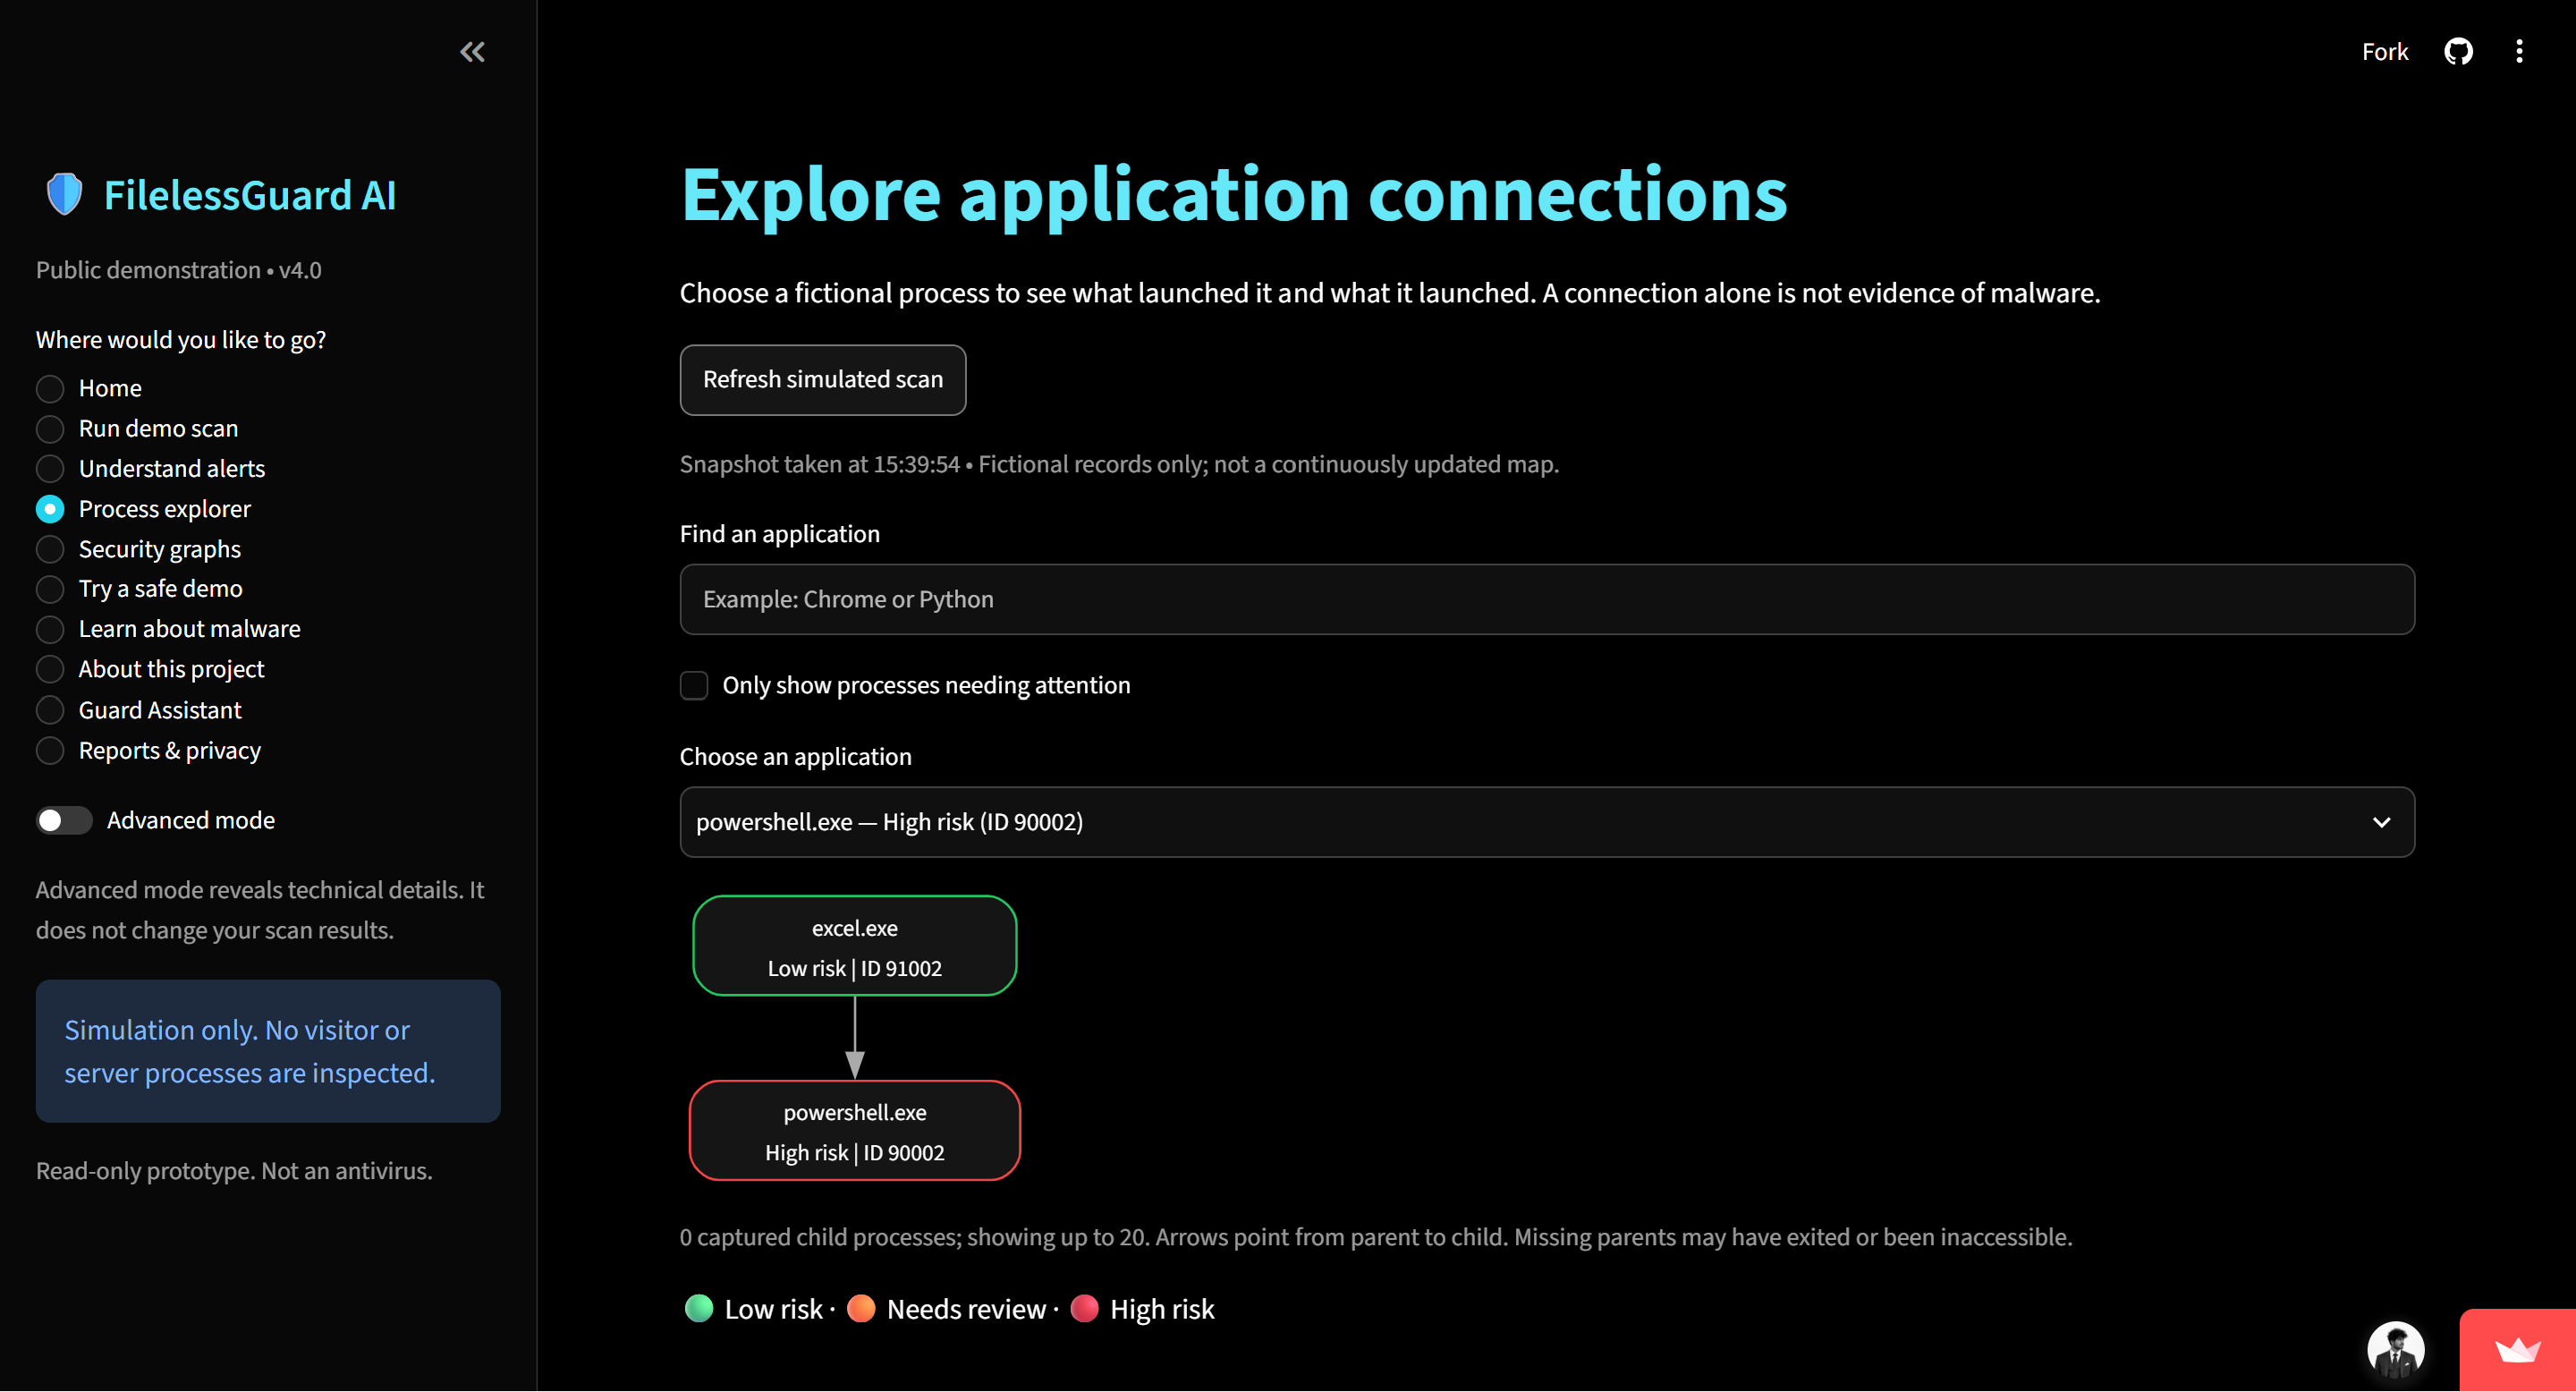 FilelessGuard AI
Public demonstration • v4.0
Where would you like to go?
Home
Run demo scan
Understand alerts
Process explorer
Security graphs
Try a safe demo
Learn about malware
About this project
Guard Assistant
Reports & privacy
Advanced mode
Advanced mode reveals technical details. It
does not change your scan results.
Simulation only. No visitor or
server processes are inspected.
Read-only prototype. Not an antivirus.
Fork
Explore application connections
Choose a fictional process to see what launched it and what it launched. A connection alone is not evidence of malware.
Refresh simulated scan
Snapshot taken at 15:39:54 • Fictional records only; not a continuously updated map.
Find an application
Example: Chrome or Python
Only show processes needing attention
Choose an application
powershell.exe — High risk (ID 90002)
excel.exe
Low risk | ID 91002
powershell.exe
High risk | ID 90002
0 captured child processes; showing up to 20. Arrows point from parent to child. Missing parents may have exited or been inaccessible.
Low risk · Needs review · High risk